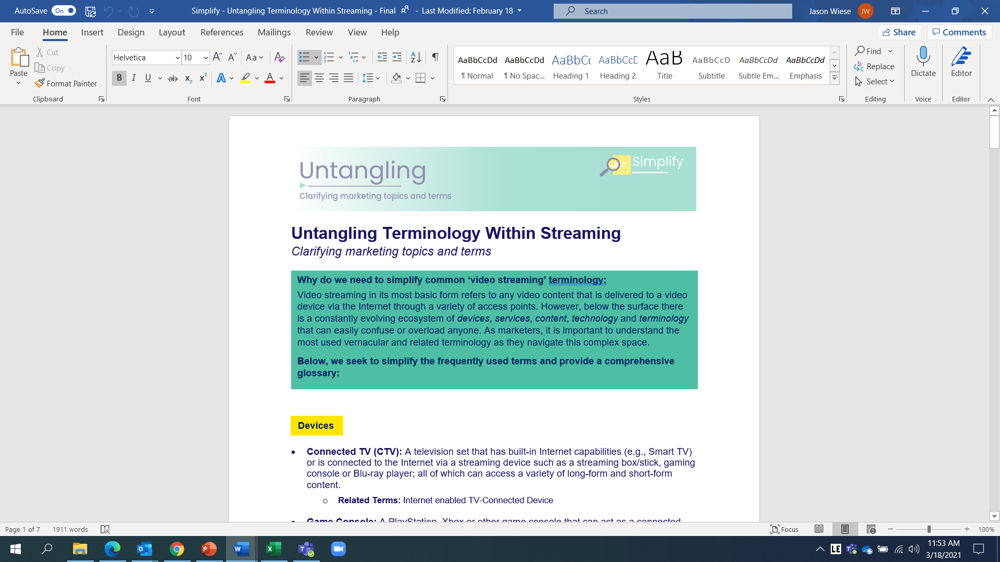 AutoSave On Simplify - Untangling Terminology Within Streaming - Final - Last Modified: February 18 Search Jason Wiese JW
File Home Insert Design Layout References Mailings Review View Help Share Comments
Paste Cut Copy Format Painter
Clipboard
Helvetica 10 Aa
B I U ab x2 x2 A A
Font
Paragraph
AaBbCcDd AaBbCcDd AaBbCc AaBbCcD AaB AaBbCcD AaBbCcDd AaBbCcDd
¶ Normal ¶ No Spac... Heading 1 Heading 2 Title Subtitle Subtle Em... Emphasis
Styles
Find
Replace
Select
Editing
Dictate
Voice
Editor
Editor
Untangling
Clarifying marketing topics and terms
Simplify
Untangling Terminology Within Streaming
Clarifying marketing topics and terms
Why do we need to simplify common ‘video streaming’ terminology:
Video streaming in its most basic form refers to any video content that is delivered to a video
device via the Internet through a variety of access points. However, below the surface there
is a constantly evolving ecosystem of devices, services, content, technology and terminology
that can easily confuse or overload anyone. As marketers, it is important to understand the
most used vernacular and related terminology as they navigate this complex space.
Below, we seek to simplify the frequently used terms and provide a comprehensive
glossary:
Devices
• Connected TV (CTV): A television set that has built-in Internet capabilities (e.g., Smart TV)
or is connected to the Internet via a streaming device such as a streaming box/stick, gaming
console or Blu-ray player; all of which can access a variety of long-form and short-form
content.
o Related Terms: Internet enabled TV-Connected Device
• Game Console: A PlayStation, Xbox or other game console that can act as a connected
Page 1 of 7 1911 words Focus 100%
LE 11:53 AM
3/18/2021